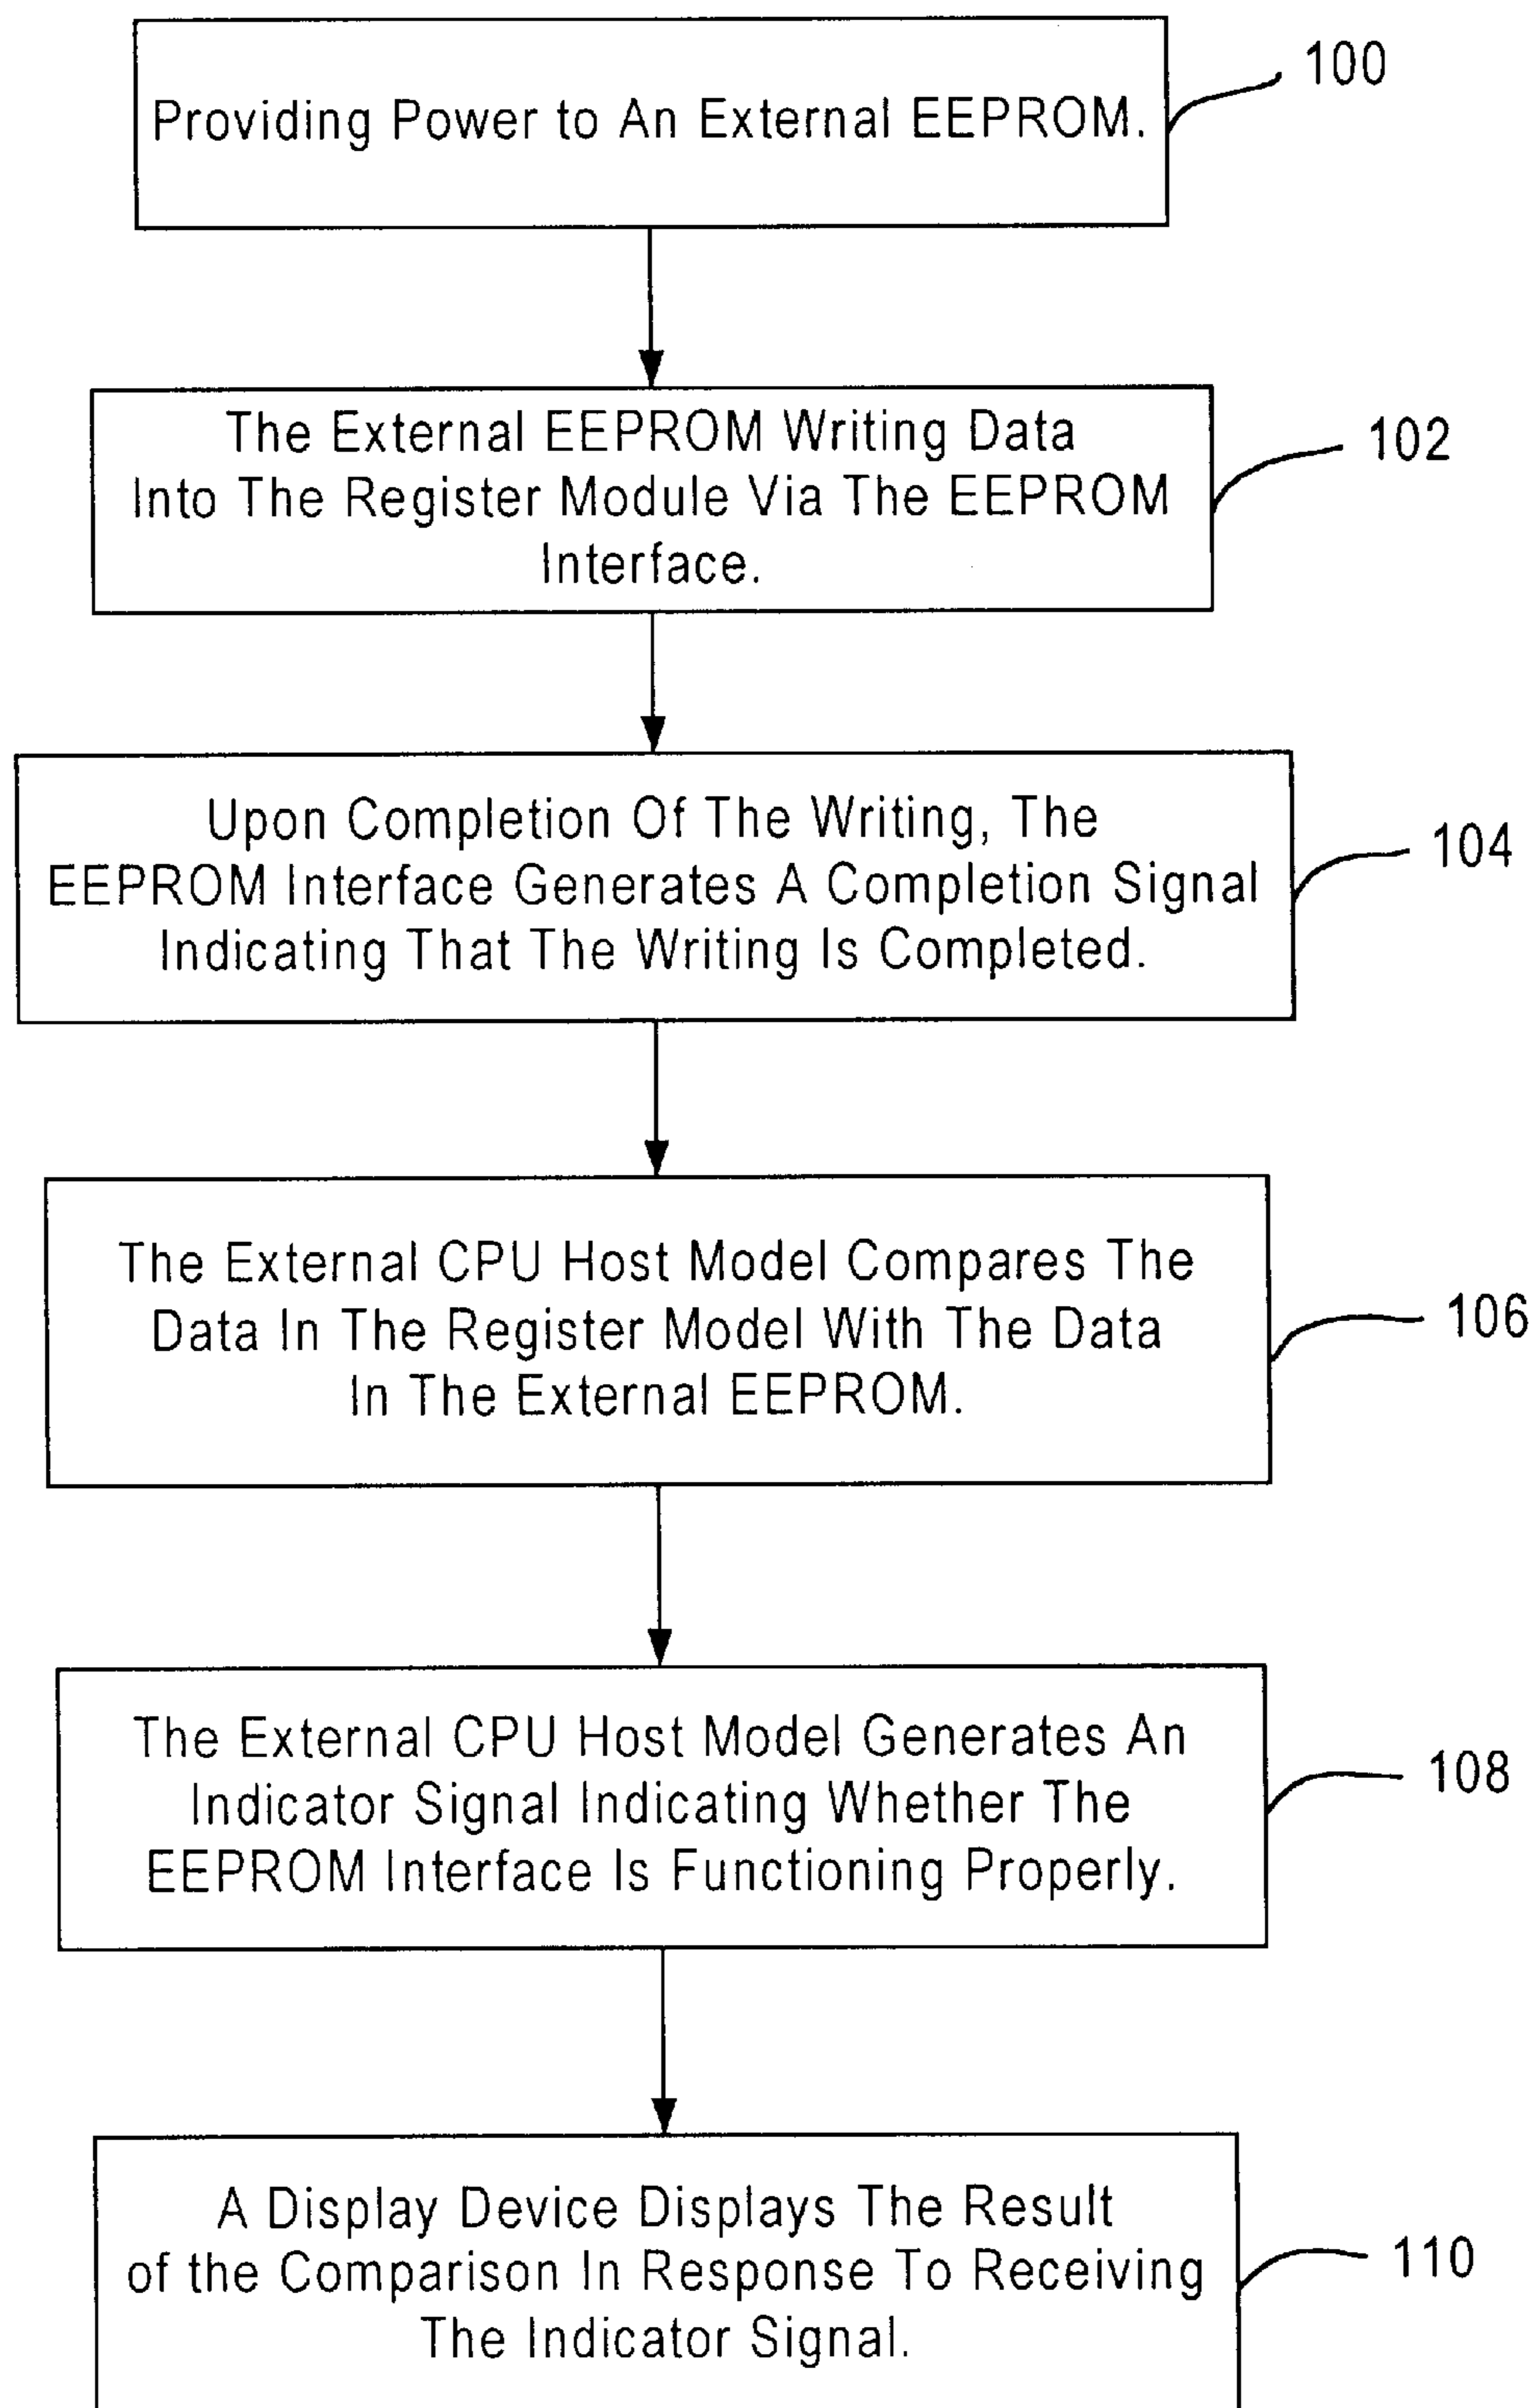 Providing Power to An External EEPROM.
100
The External EEPROM Writing Data
Into The Register Module Via The EEPROM
Interface.
102
Upon Completion Of The Writing, The
EEPROM Interface Generates A Completion Signal
Indicating That The Writing Is Completed.
104
The External CPU Host Model Compares The
Data In The Register Model With The Data
In The External EEPROM.
106
The External CPU Host Model Generates An
Indicator Signal Indicating Whether The
EEPROM Interface Is Functioning Properly.
108
A Display Device Displays The Result
of the Comparison In Response To Receiving
The Indicator Signal.
110